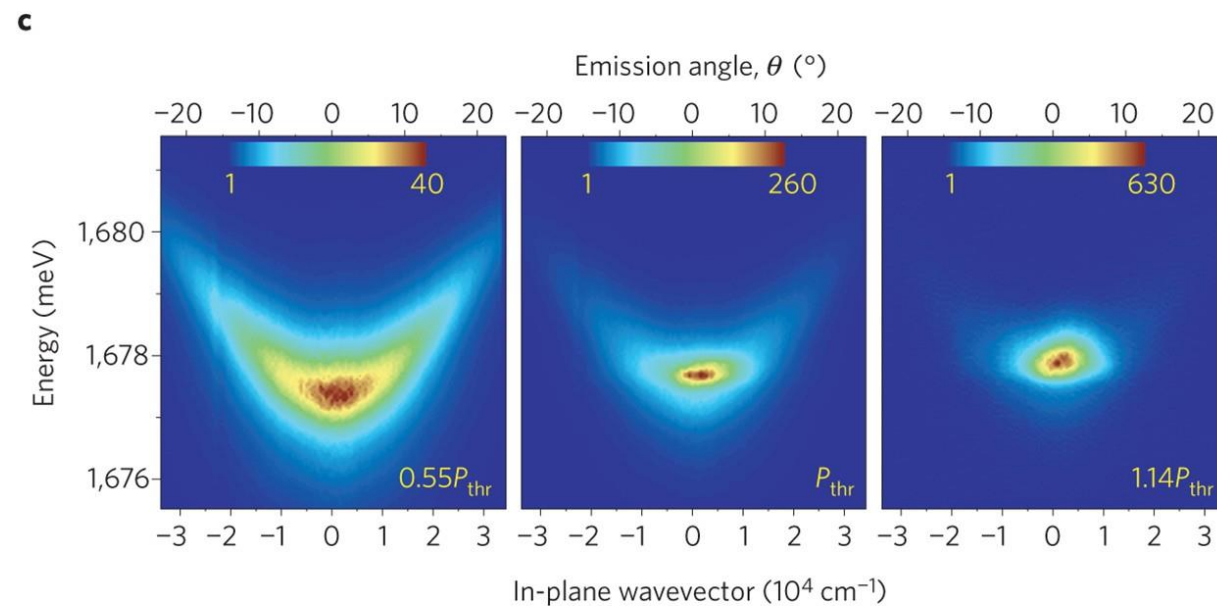 c
Emission angle, θ (°)
−20 −10 0 10 20 −20 −10 0 10 20 −20 −10 0 10 20
1 40 1 260 1 630
Energy (meV)
1,680
1,678
1,676
0.55Pthr Pthr 1.14Pthr
−3 −2 −1 0 1 2 3 −3 −2 −1 0 1 2 3 −3 −2 −1 0 1 2 3
In-plane wavevector (10⁴ cm⁻¹)